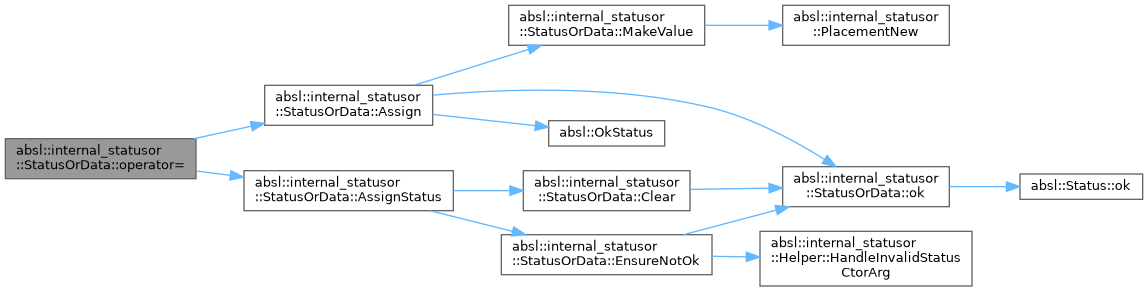 absl::internal_statusor
::StatusOrData::operator=
absl::internal_statusor
::StatusOrData::Assign
absl::internal_statusor
::StatusOrData::AssignStatus
absl::internal_statusor
::StatusOrData::MakeValue
absl::OkStatus
absl::internal_statusor
::StatusOrData::Clear
absl::internal_statusor
::StatusOrData::EnsureNotOk
absl::internal_statusor
::PlacementNew
absl::internal_statusor
::StatusOrData::ok
absl::internal_statusor
::Helper::HandleInvalidStatus
CtorArg
absl::Status::ok